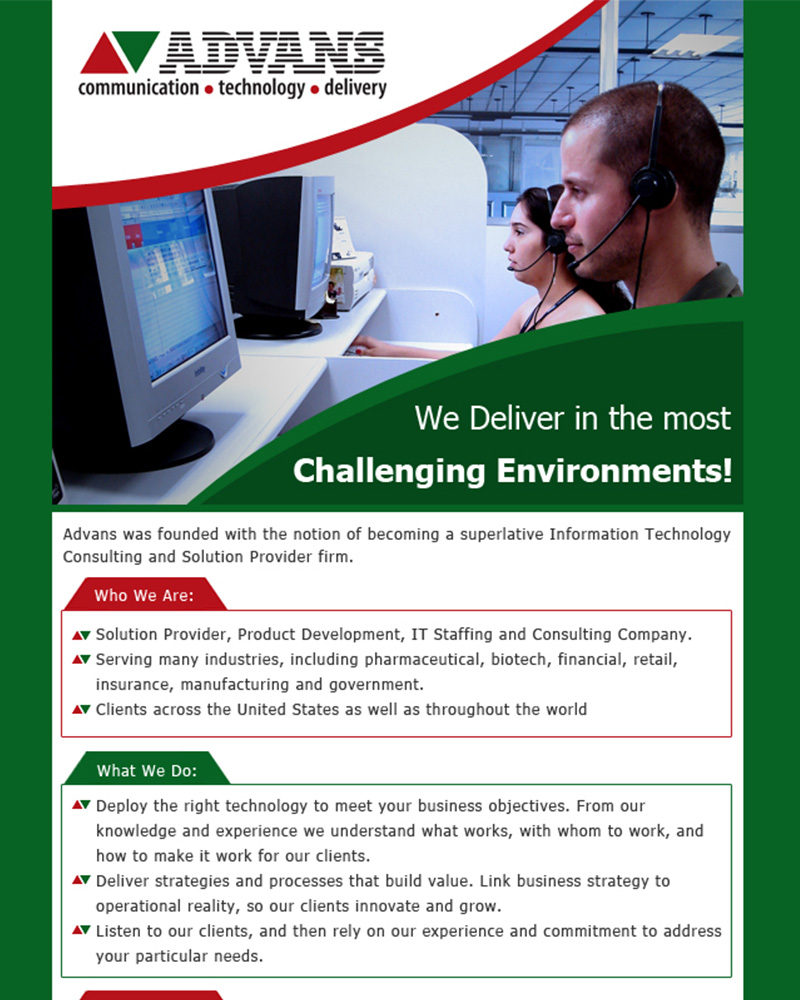 ADVANS
communication • technology • delivery
We Deliver in the most
Challenging Environments!
Advans was founded with the notion of becoming a superlative Information Technology
Consulting and Solution Provider firm.
Who We Are:
Solution Provider, Product Development, IT Staffing and Consulting Company.
Serving many industries, including pharmaceutical, biotech, financial, retail,
insurance, manufacturing and government.
Clients across the United States as well as throughout the world
What We Do:
Deploy the right technology to meet your business objectives. From our
knowledge and experience we understand what works, with whom to work, and
how to make it work for our clients.
Deliver strategies and processes that build value. Link business strategy to
operational reality, so our clients innovate and grow.
Listen to our clients, and then rely on our experience and commitment to address
your particular needs.